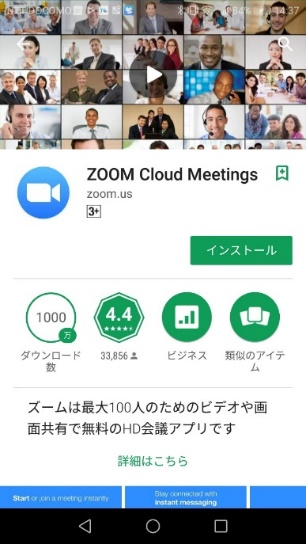 DOCOMO
84%
14:37
ZOOM Cloud Meetings
zoom.us
3+
インストール
1000
万
4.4
ダウンロード
数
33,856
ビジネス
類似のアイテ
ム
ズームは最大100人のためのビデオや画
面共有で無料のHD会議アプリです
詳細はこちら
Start or join a meeting instantly
Stay connected with
instant messaging